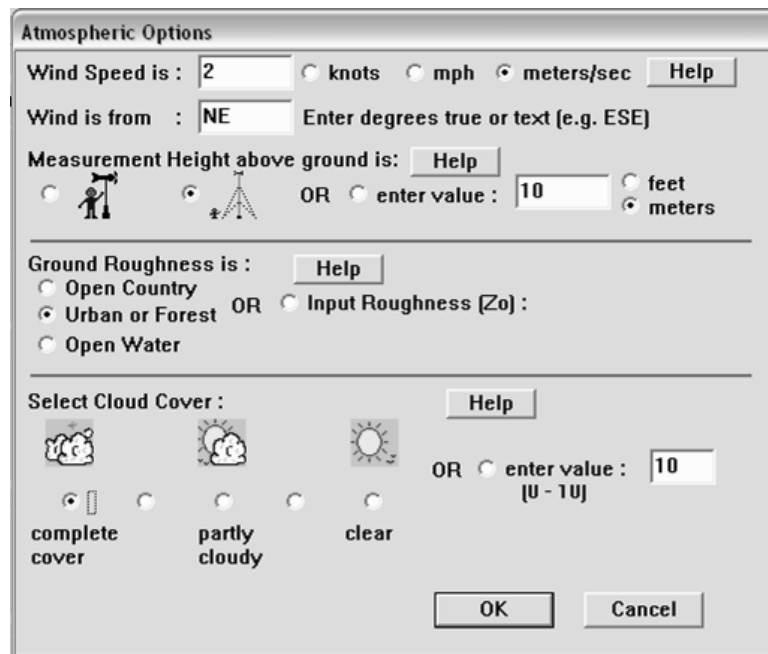 Atmospheric Options
Wind Speed is : 2 knots mph meters/sec Help
Wind is from : NE Enter degrees true or text (e.g. ESE)
Measurement Height above ground is: Help
OR enter value : 10 feet
meters
Ground Roughness is : Help
Open Country
Urban or Forest OR Input Roughness (Zo) :
Open Water
Select Cloud Cover : Help
OR enter value : 10
(0 - 10)
complete cover
partly cloudy
clear
OK Cancel